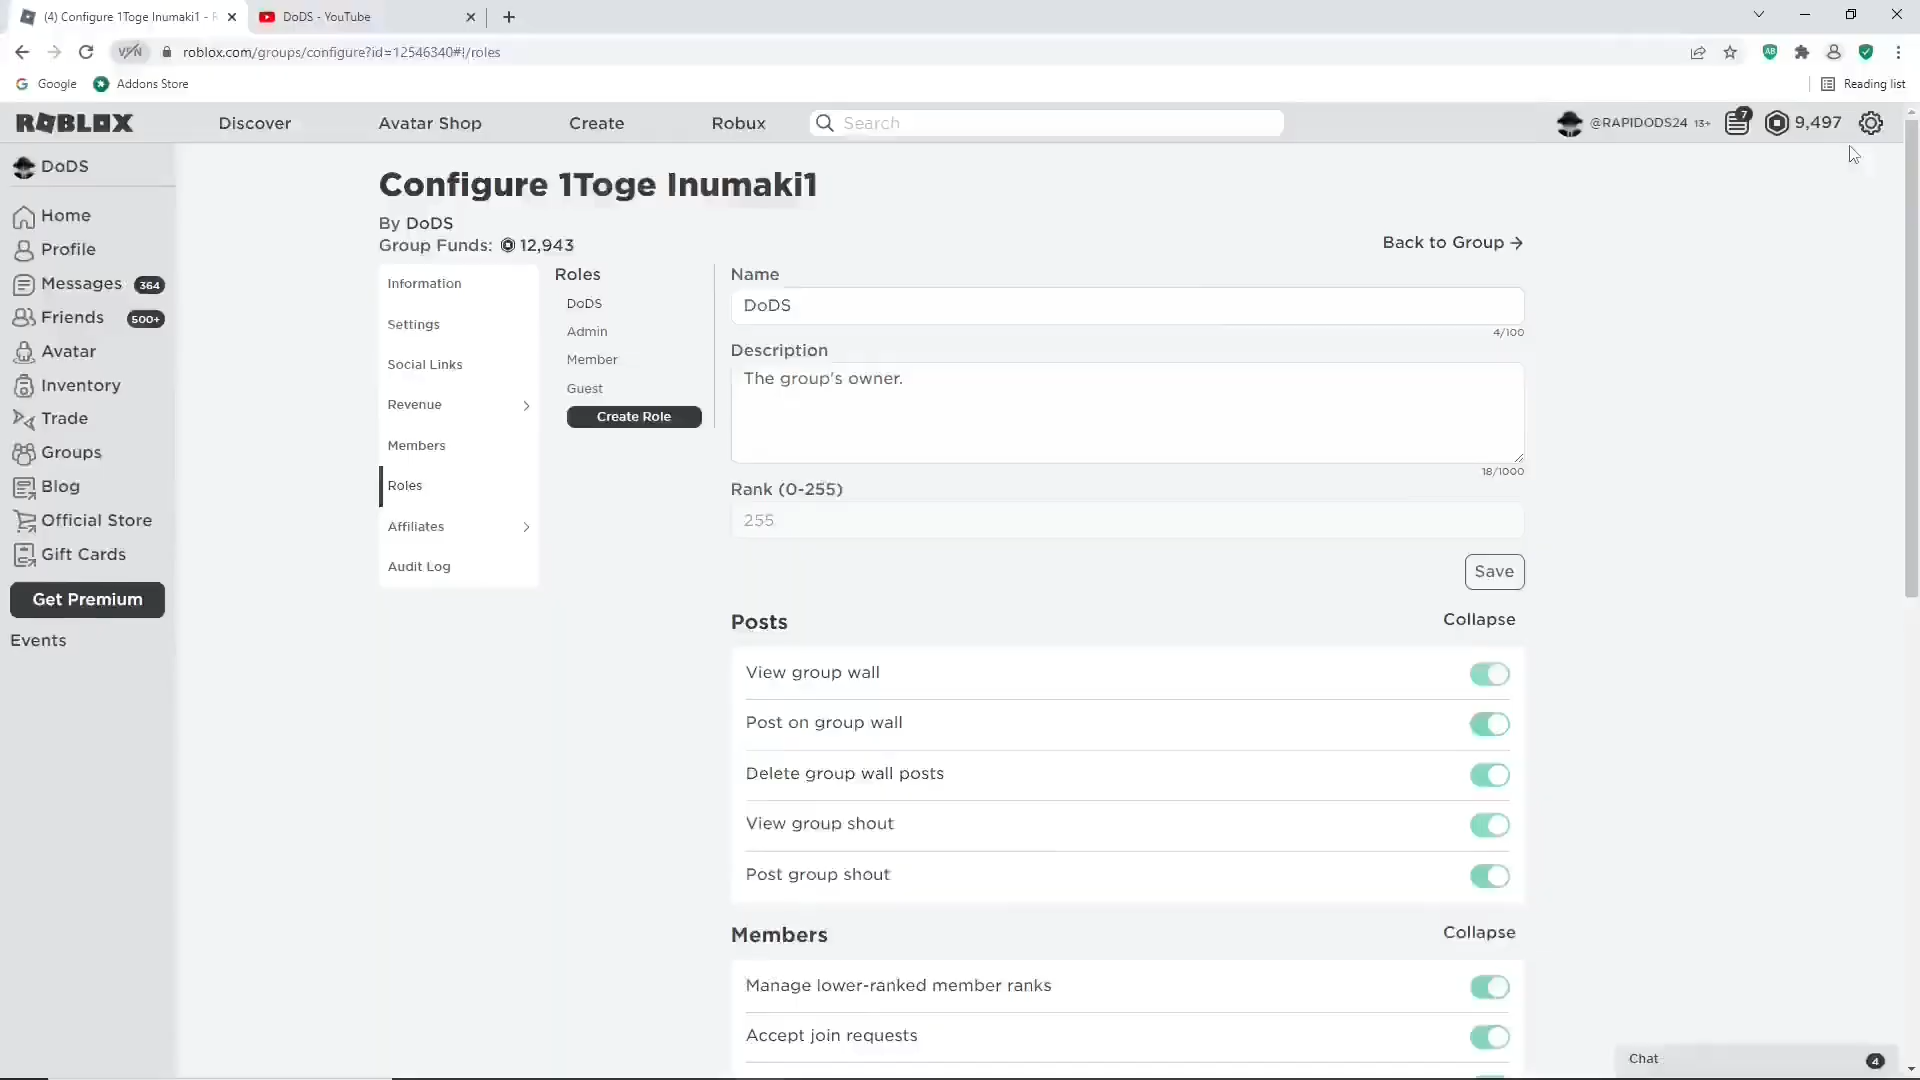 (4) Configure 1Toge Inumaki1 - R
DoDS - YouTube
VPN
roblox.com/groups/configure?id=12546340#!/roles
Google
Addons Store
Reading list
ROBLOX
Discover
Avatar Shop
Create
Robux
Search
@RAPIDODS24 13+
7
9,497
DoDS
Home
Profile
Messages 364
Friends 500+
Avatar
Inventory
Trade
Groups
Blog
Official Store
Gift Cards
Get Premium
Events
Configure 1Toge Inumaki1
By DoDS
Group Funds: 12,943
Back to Group
Information
Settings
Social Links
Revenue
Members
Roles
Affiliates
Audit Log
Roles
DoDS
Admin
Member
Guest
Create Role
Name
DoDS
4/100
Description
The group's owner.
18/1000
Rank (0-255)
255
Save
Posts
Collapse
View group wall
Post on group wall
Delete group wall posts
View group shout
Post group shout
Members
Collapse
Manage lower-ranked member ranks
Accept join requests
Chat
4